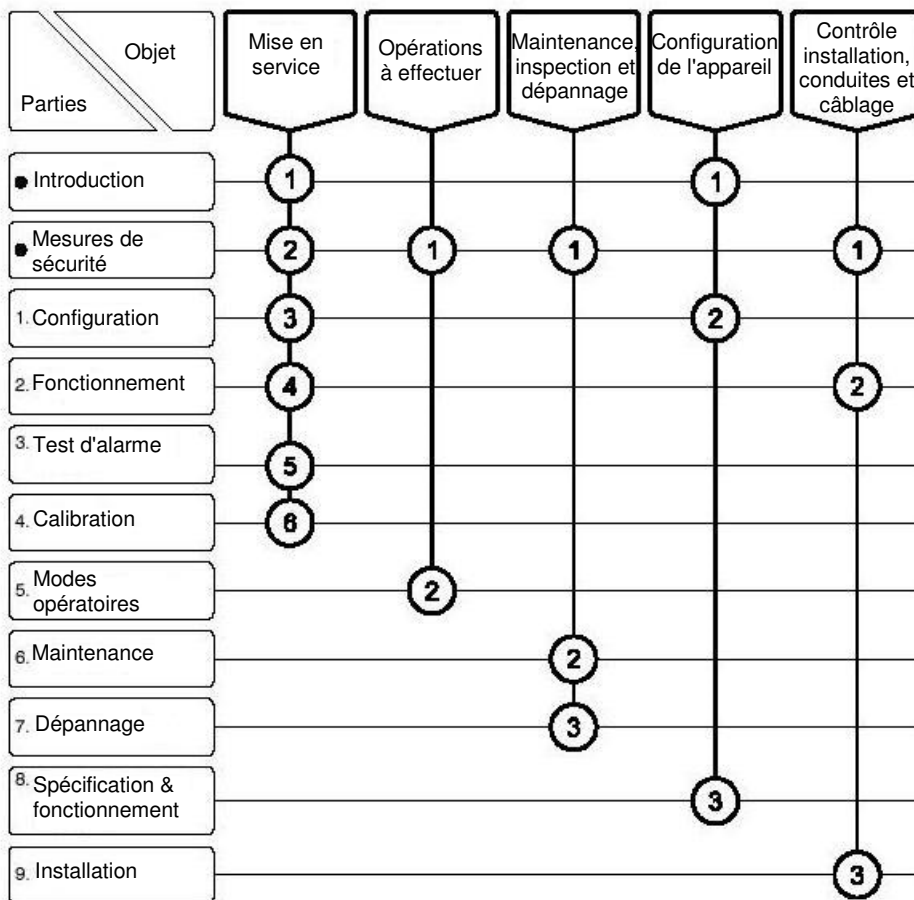 Objet
Parties
Mise en
service
Opérations
à effectuer
Maintenance,
inspection et
dépannage
Configuration
de l'appareil
Contrôle
installation,
conduites et
câblage
Introduction
1
1
Mesures de
sécurité
2
1
1
1
1. Configuration
3
2
2. Fonctionnement
4
2
3. Test d'alarme
5
4. Calibration
6
5. Modes
opératoires
2
6. Maintenance
2
7. Dépannage
3
8. Spécification &
fonctionnement
3
9. Installation
3